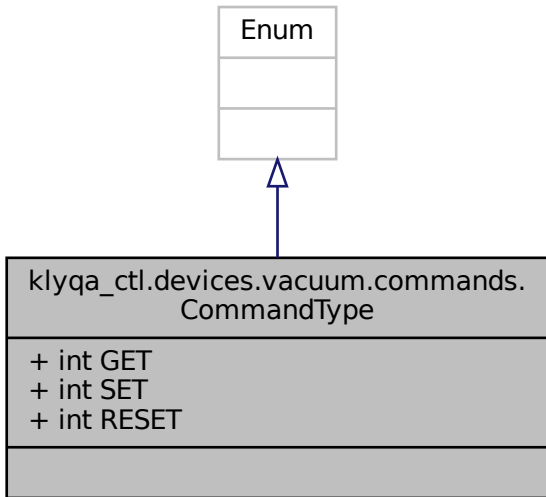 Enum
klyqa_ctl.devices.vacuum.commands.
CommandType
+ int GET
+ int SET
+ int RESET